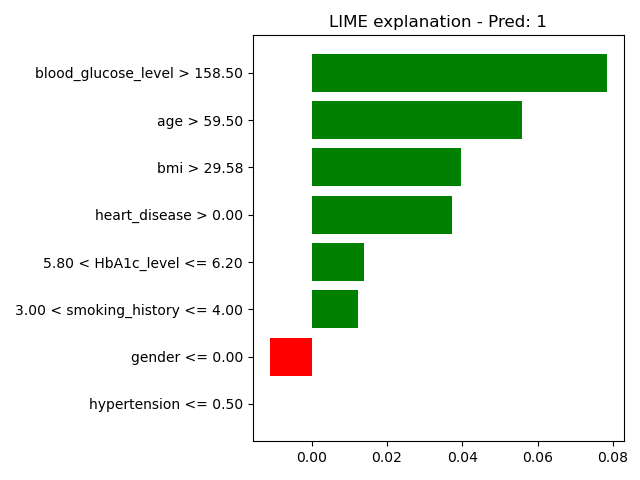 LIME explanation - Pred: 1
blood_glucose_level > 158.50
age > 59.50
bmi > 29.58
heart_disease > 0.00
5.80 < HbA1c_level <= 6.20
3.00 < smoking_history <= 4.00
gender <= 0.00
hypertension <= 0.50
0.00 0.02 0.04 0.06 0.08